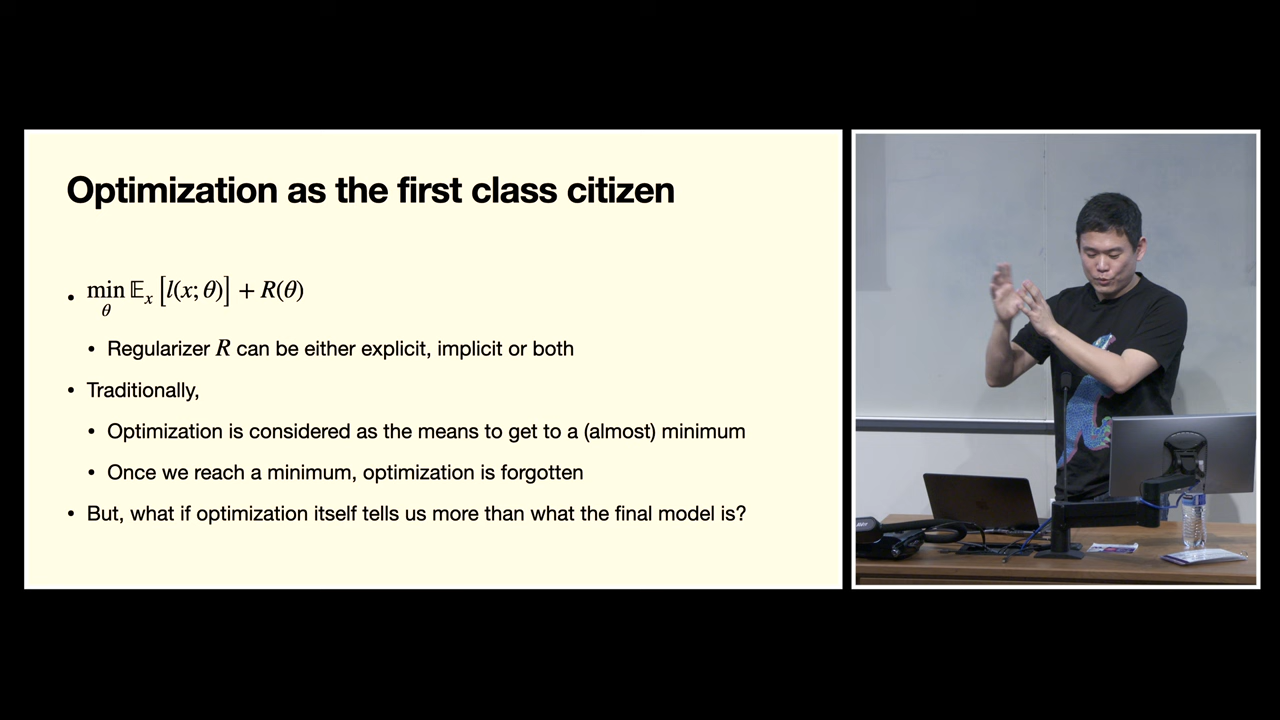 Optimization as the first class citizen
• min_θ 𝔼_x [l(x; θ)] + R(θ)
• Regularizer R can be either explicit, implicit or both
• Traditionally,
• Optimization is considered as the means to get to a (almost) minimum
• Once we reach a minimum, optimization is forgotten
• But, what if optimization itself tells us more than what the final model is?